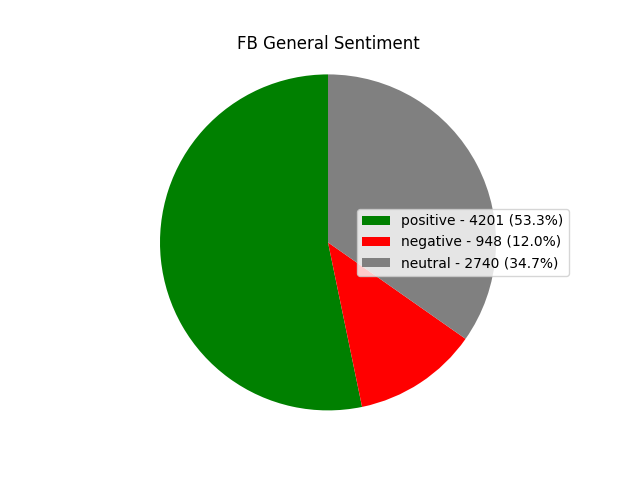 FB General Sentiment
positive - 4201 (53.3%)
negative - 948 (12.0%)
neutral - 2740 (34.7%)